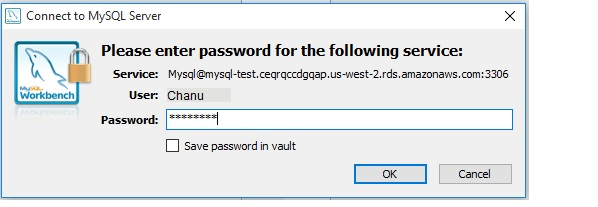 Connect to MySQL Server
Please enter password for the following service:
Service: Mysql@mysql-test.ceqrqccdgqap.us-west-2.rds.amazonaws.com:3306
User: Chanu
Password: ********
Save password in vault
OK Cancel
MySQL
Workbench